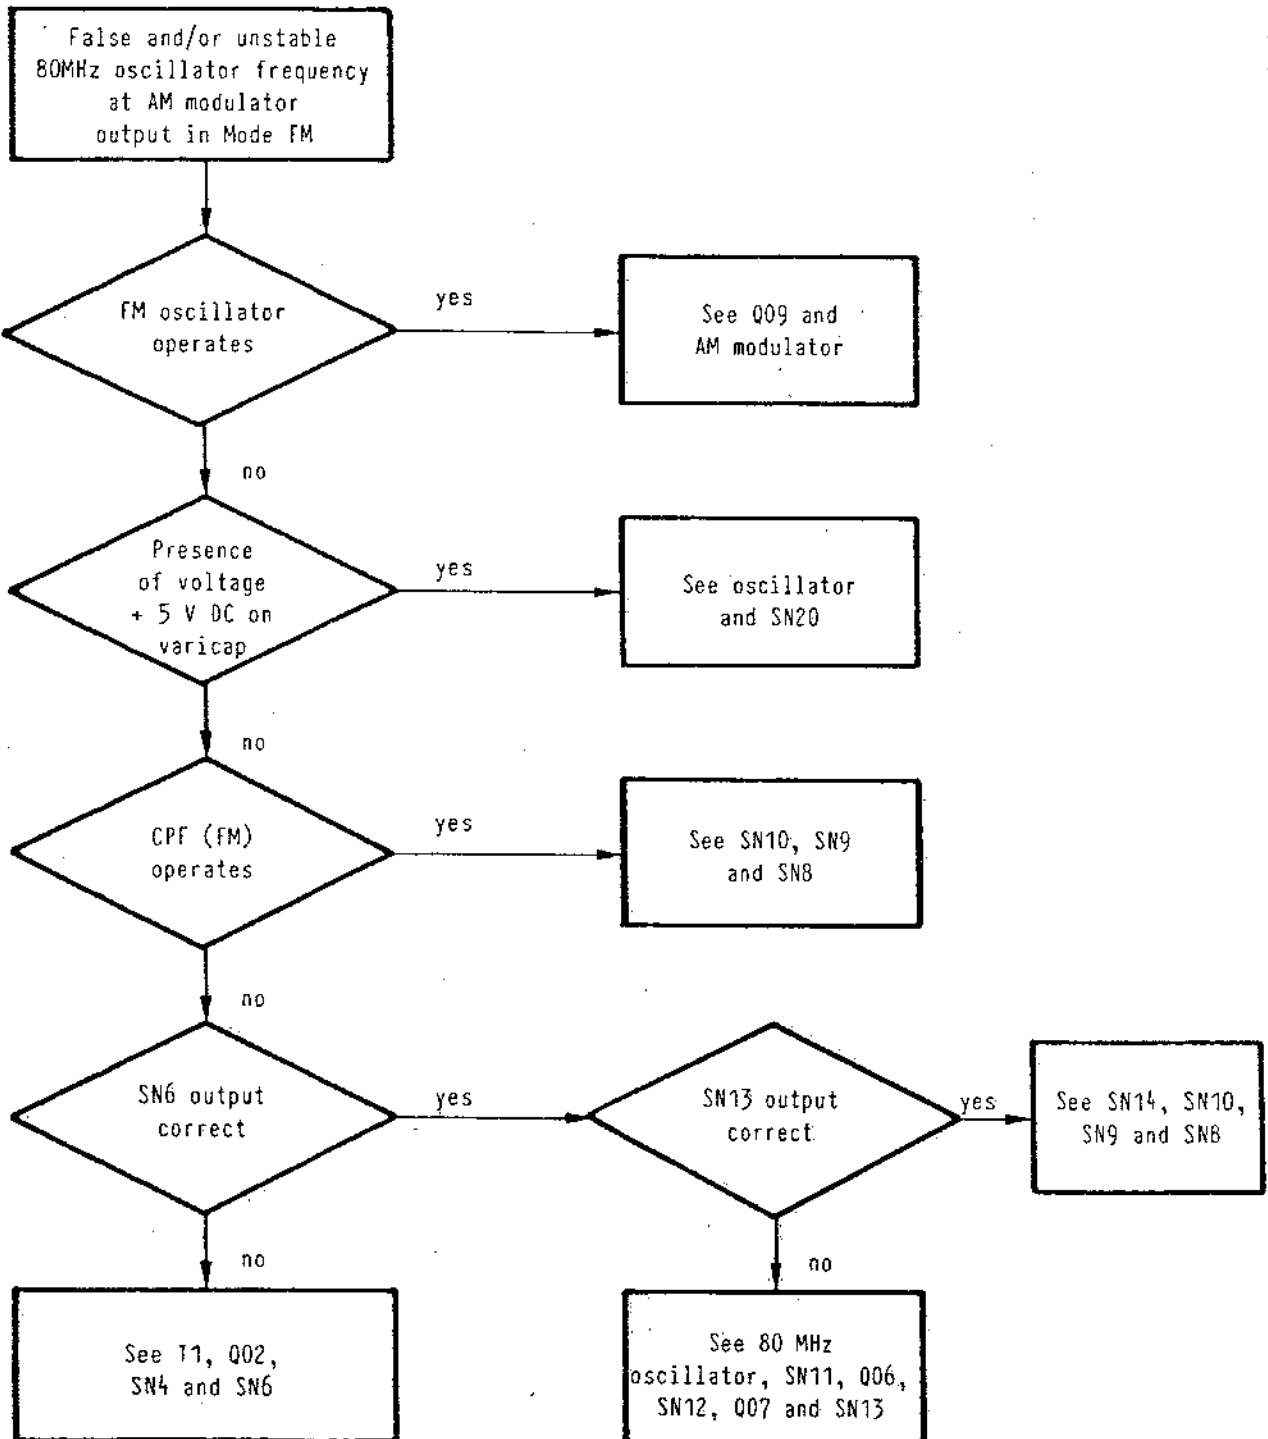 False and/or unstable
80MHz oscillator frequency
at AM modulator
output in Mode FM
FM oscillator
operates
yes
See Q09 and
AM modulator
no
Presence
of voltage
+ 5 V DC on
varicap
yes
See oscillator
and SN20
no
CPF (FM)
operates
yes
See SN10, SN9
and SN8
no
SN6 output
correct
yes
SN13 output
correct
yes
See SN14, SN10,
SN9 and SN8
no
See T1, Q02,
SN4 and SN6
no
See 80 MHz
oscillator, SN11, Q06,
SN12, Q07 and SN13